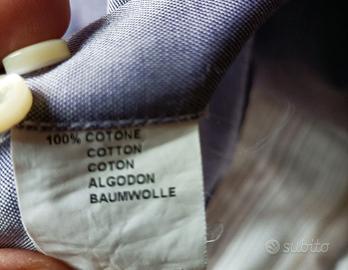 100% COTONE
COTTON
COTON
ALGODON
BAUMWOLLE
subito